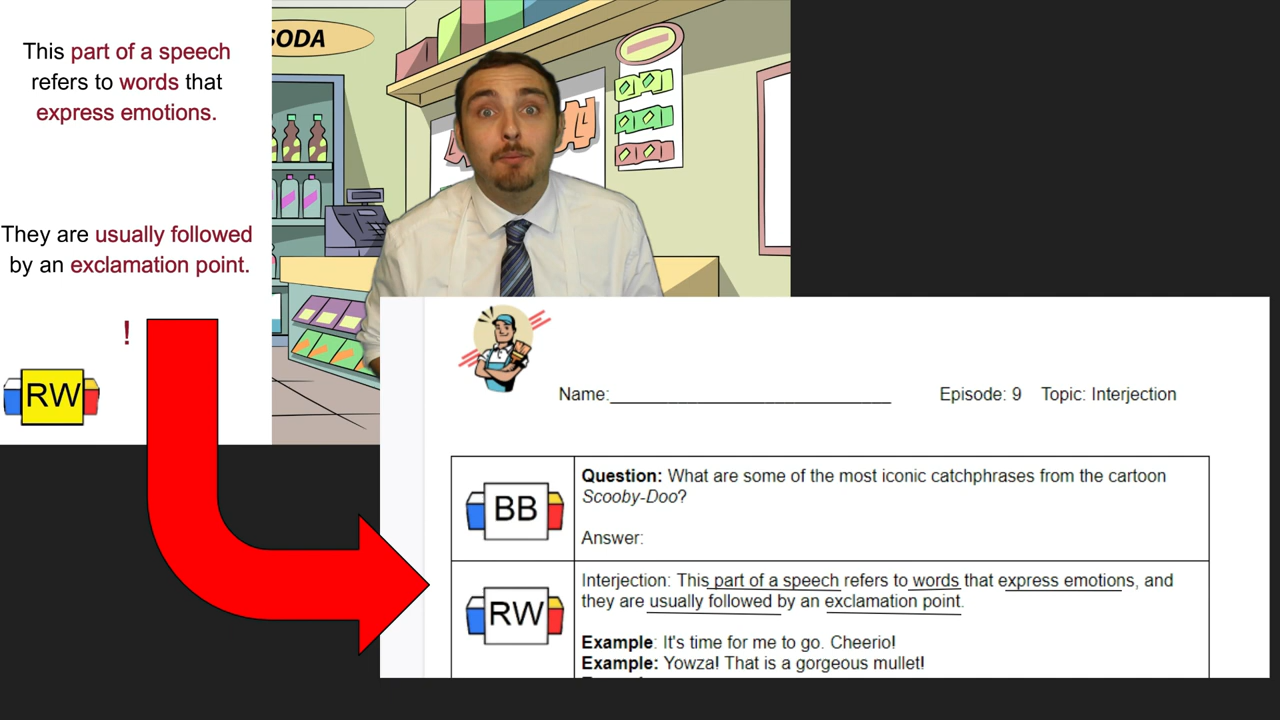 This part of a speech
refers to words that
express emotions.
They are usually followed
by an exclamation point.
!
RW
SODA
Name:
Episode: 9 Topic: Interjection
BB
Question: What are some of the most iconic catchphrases from the cartoon
Scooby-Doo?
Answer:
RW
Interjection: This part of a speech refers to words that express emotions, and
they are usually followed by an exclamation point.
Example: It's time for me to go. Cheerio!
Example: Yowza! That is a gorgeous mullet!